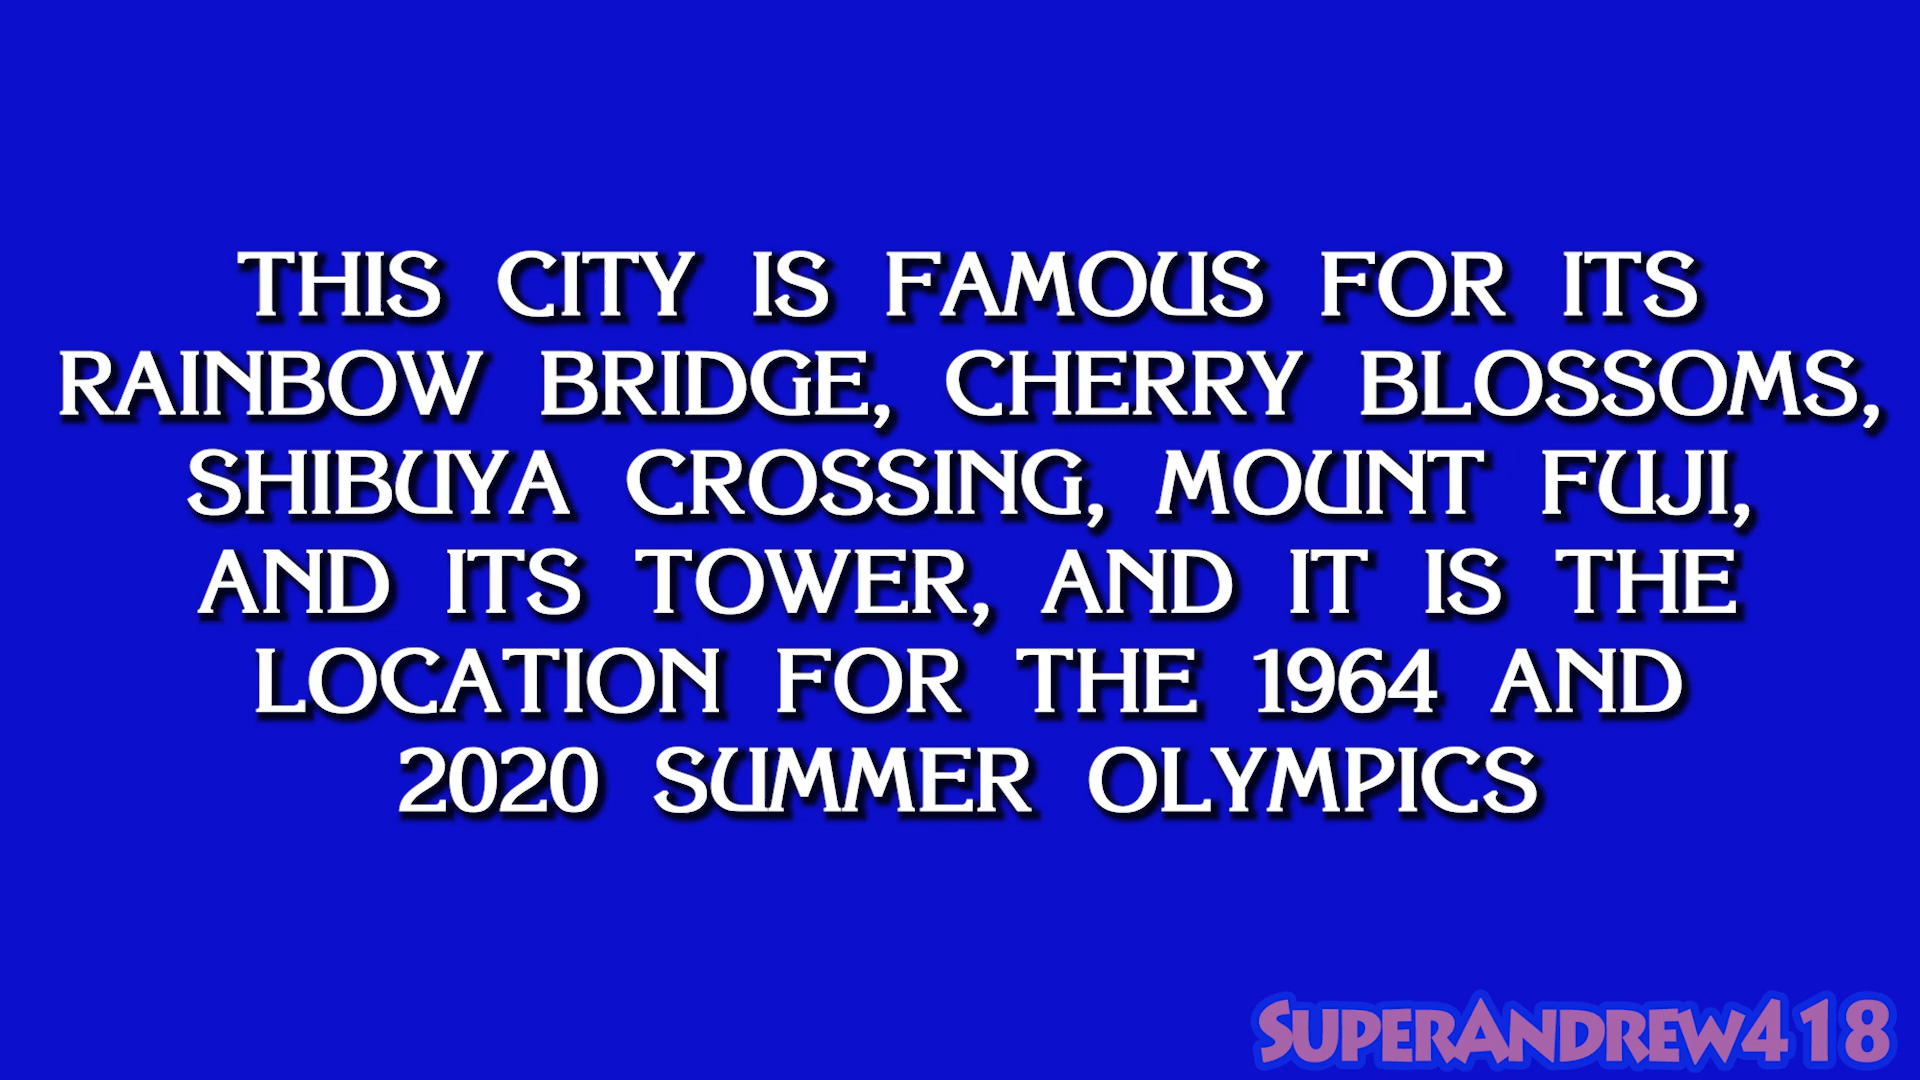 THIS CITY IS FAMOUS FOR ITS
RAINBOW BRIDGE, CHERRY BLOSSOMS,
SHIBUYA CROSSING, MOUNT FUJI,
AND ITS TOWER, AND IT IS THE
LOCATION FOR THE 1964 AND
2020 SUMMER OLYMPICS
SUPERANDREW418